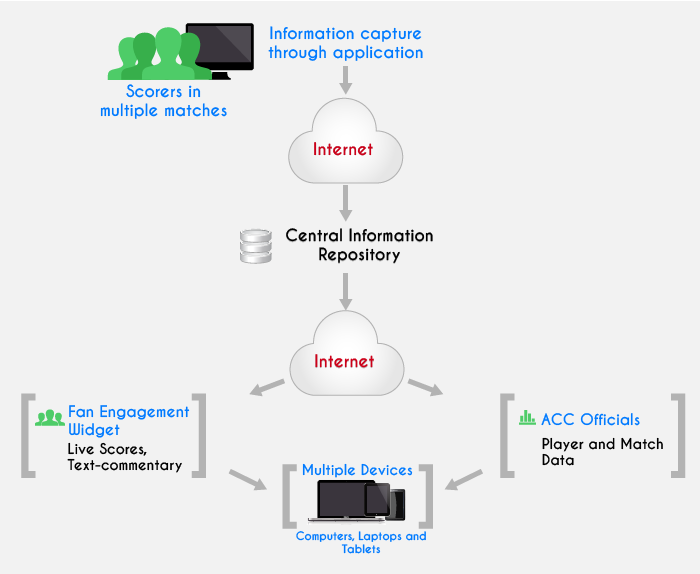 Information capture
through application
Scorers in
multiple matches
Internet
Central Information
Repository
Internet
Fan Engagement
Widget
Live Scores,
Text-commentary
ACC Officials
Player and Match
Data
Multiple Devices
Computers, Laptops and
Tablets